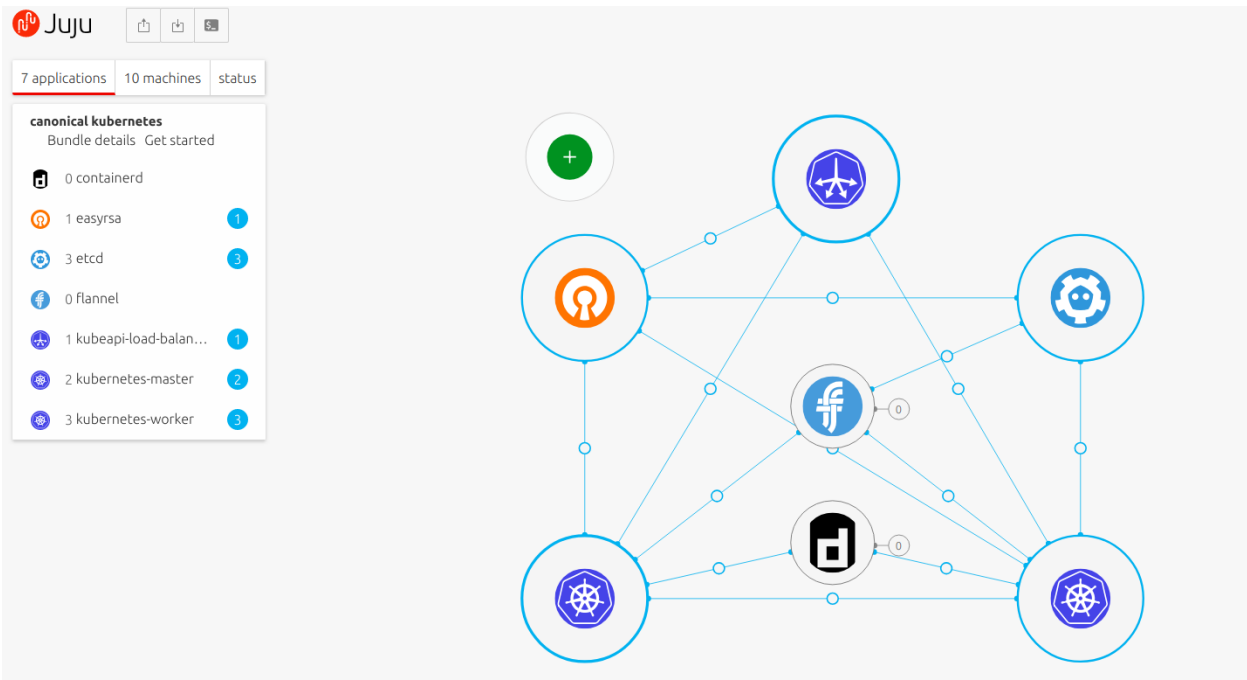 Juju
$_
7 applications 10 machines status
canonical kubernetes
Bundle details Get started
0 containerd
1 easyrsa 1
3 etcd 3
0 flannel
1 kubeapi-load-balan... 1
2 kubernetes-master 2
3 kubernetes-worker 3
+
0
d
0